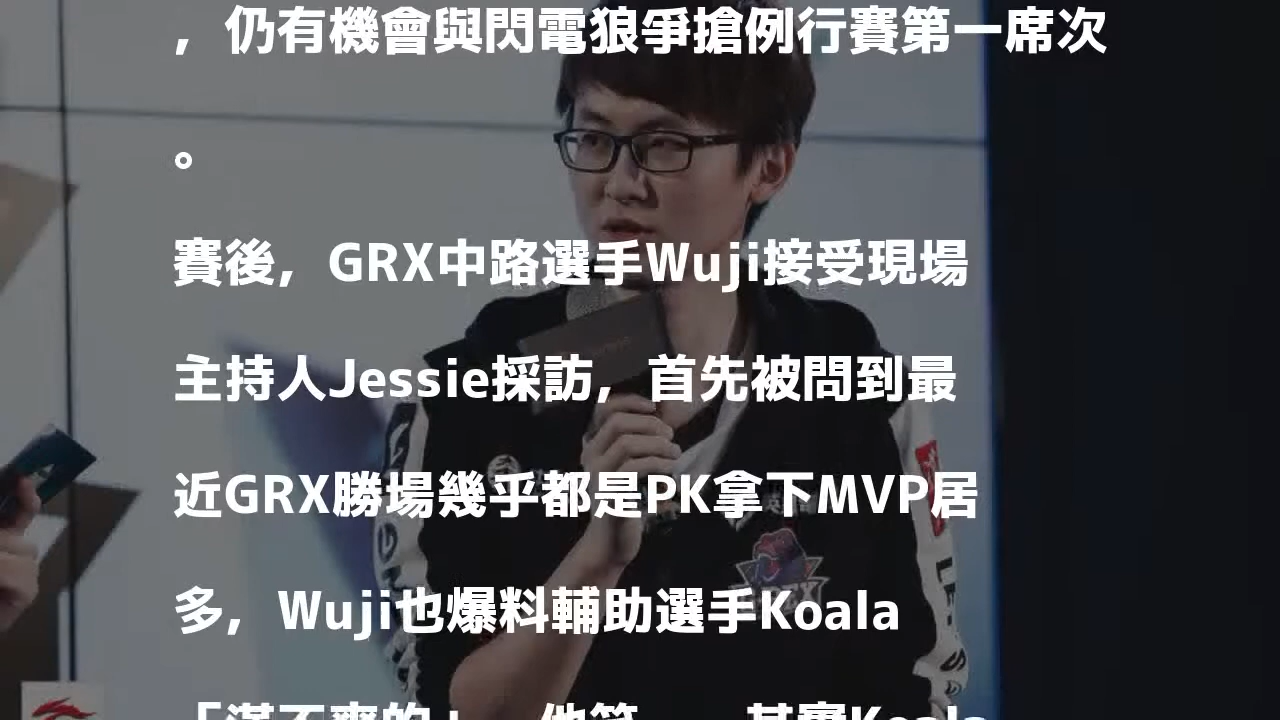 ，仍有機會與閃電狼爭搶例行賽第一席次
。
賽後，GRX中路選手Wuji接受現場
主持人Jessie採訪，首先被問到最
近GRX勝場幾乎都是PK拿下MVP居
多，Wuji也爆料輔助選手Koala
「滿不爽的」